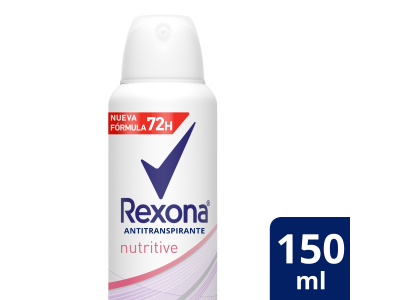 NUEVA
FÓRMULA 72H
Rexona®
ANTITRANSPIRANTE
nutritive
150
ml